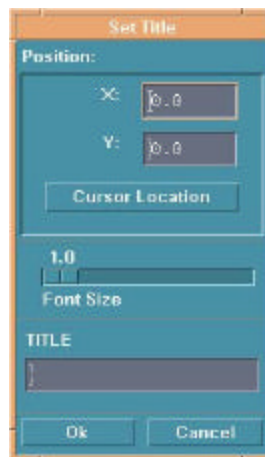 Set Title
Position:
X: 0.0
Y: 0.0
Cursor Location
1.0
Font Size
TITLE
Ok Cancel